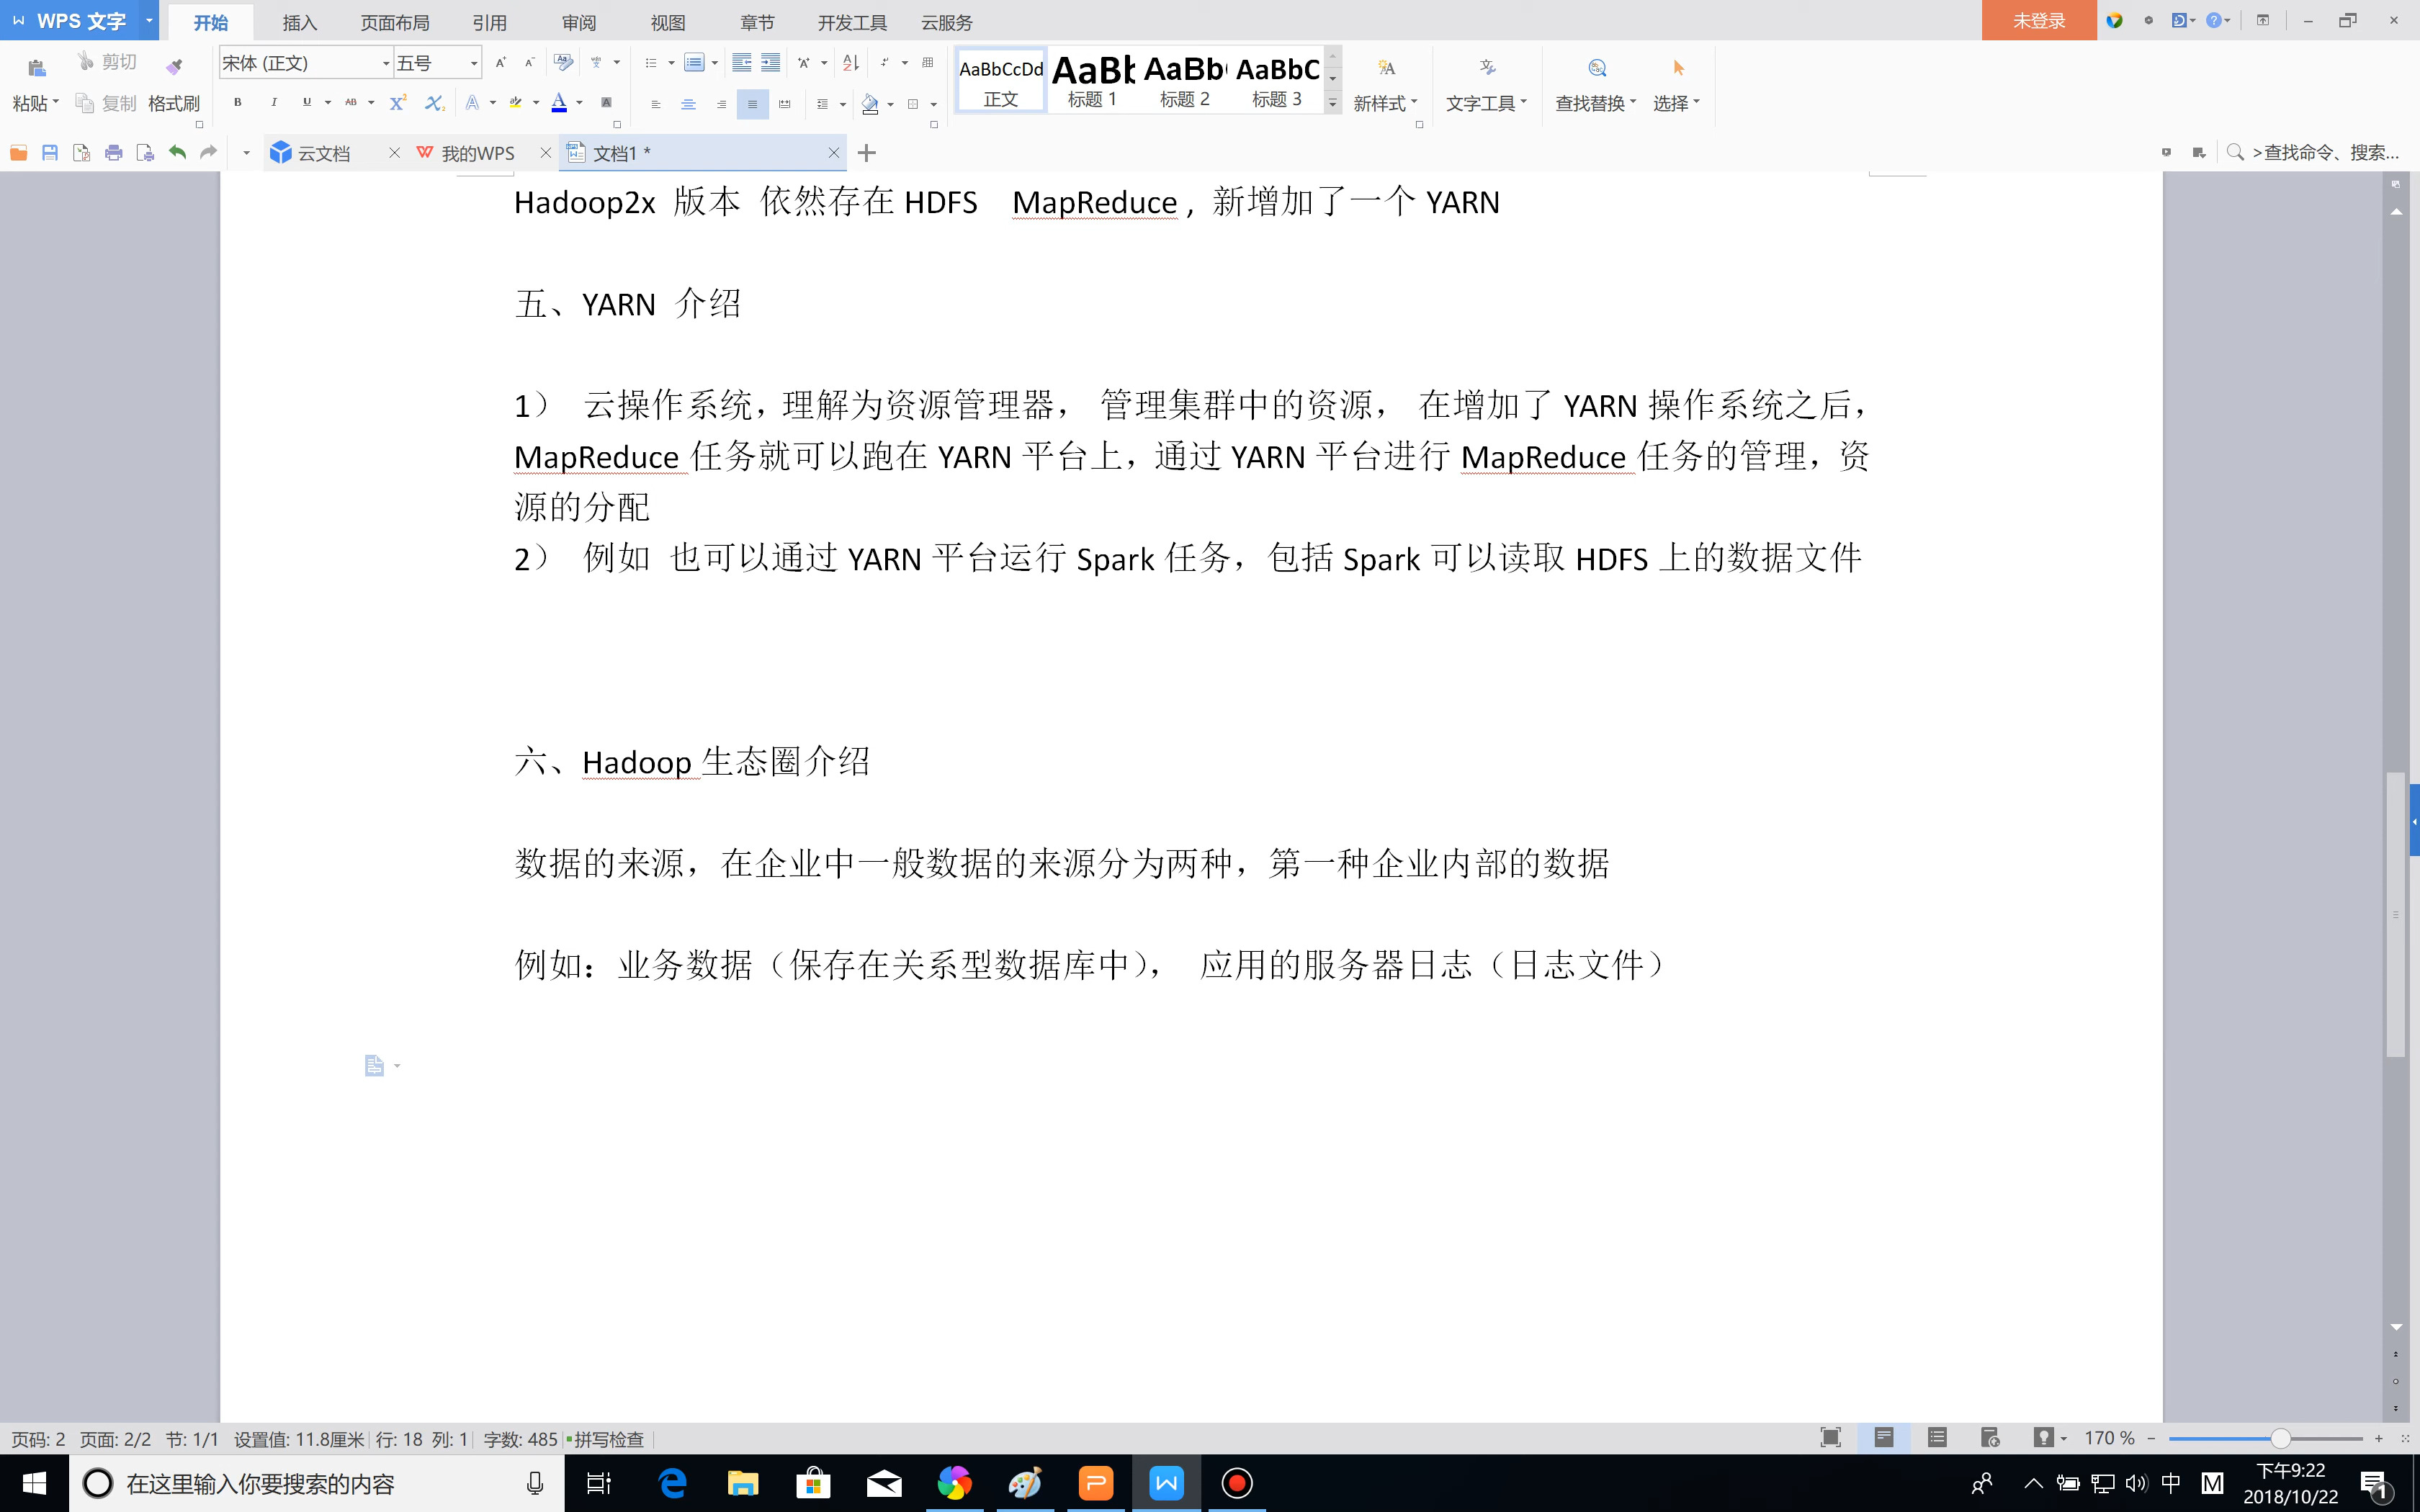 WPS 文字
开始 插入 页面布局 引用 审阅 视图 章节 开发工具 云服务
未登录
剪切
宋体 (正文) 五号
粘贴 复制 格式刷
AaBbCcDd AaBb AaBb AaBbC
正文 标题 1 标题 2 标题 3
新样式 文字工具 查找替换 选择
云文档 我的WPS 文档1 *
>查找命令、搜索...
Hadoop2x 版本 依然存在 HDFS MapReduce , 新增加了一个 YARN
五、YARN 介绍
1） 云操作系统，理解为资源管理器， 管理集群中的资源， 在增加了 YARN 操作系统之后，
MapReduce 任务就可以跑在 YARN 平台上，通过 YARN 平台进行 MapReduce 任务的管理，资
源的分配
2） 例如 也可以通过 YARN 平台运行 Spark 任务，包括 Spark 可以读取 HDFS 上的数据文件
六、Hadoop 生态圈介绍
数据的来源，在企业中一般数据的来源分为两种，第一种企业内部的数据
例如：业务数据（保存在关系型数据库中）， 应用的服务器日志（日志文件）
页码: 2 页面: 2/2 节: 1/1 设置值: 11.8厘米 行: 18 列: 1 字数: 485 拼写检查
170 %
在这里输入你要搜索的内容
中 M
下午9:22
2018/10/22
1